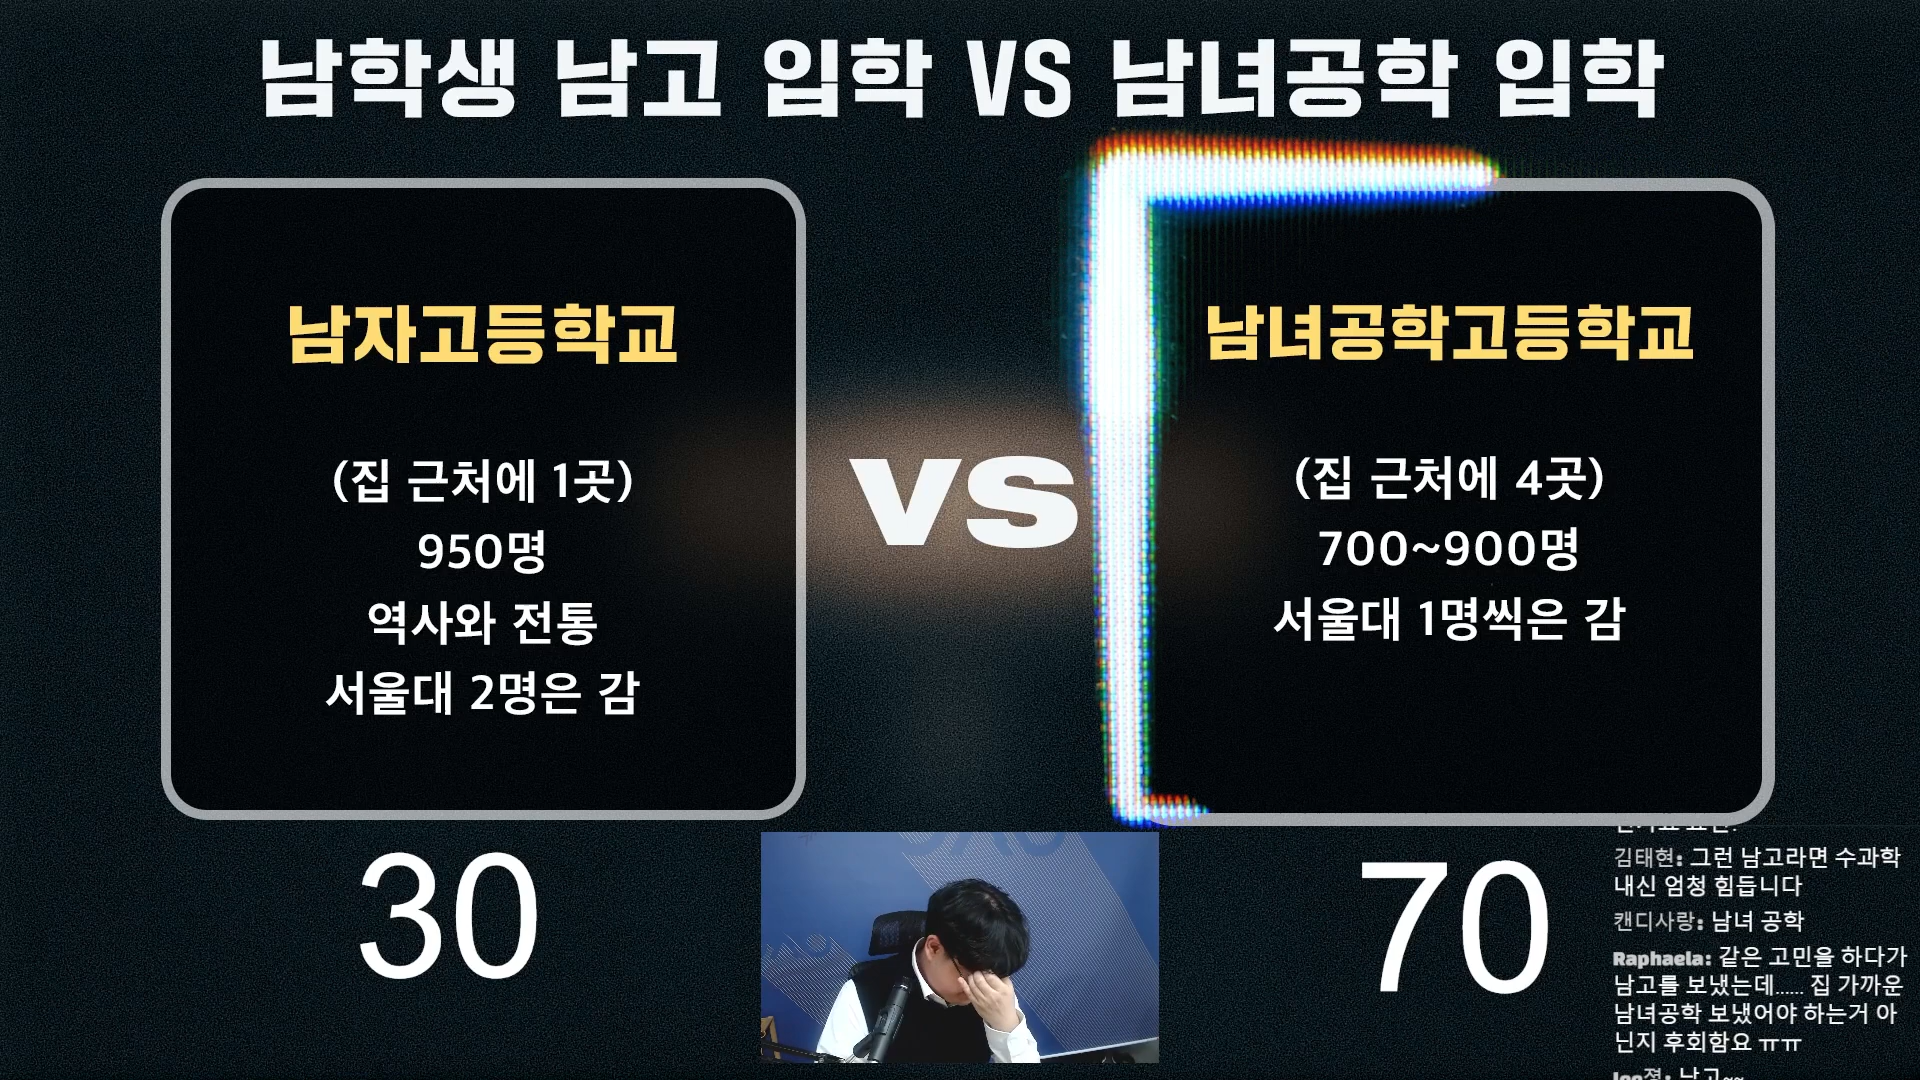 남학생 남고 입학 VS 남녀공학 입학
남자고등학교
(집 근처에 1곳)
950명
역사와 전통
서울대 2명은 감
VS
남녀공학고등학교
(집 근처에 4곳)
700~900명
서울대 1명씩은 감
30
70
김태현: 그런 남고라면 수과학
내신 엄청 힘듭니다
캔디사랑: 남녀 공학
Raphaela: 같은 고민을 하다가
남고를 보냈는데...... 집 가까운
남녀공학 보냈어야 하는거 아
닌지 후회함요 ㅠㅠ